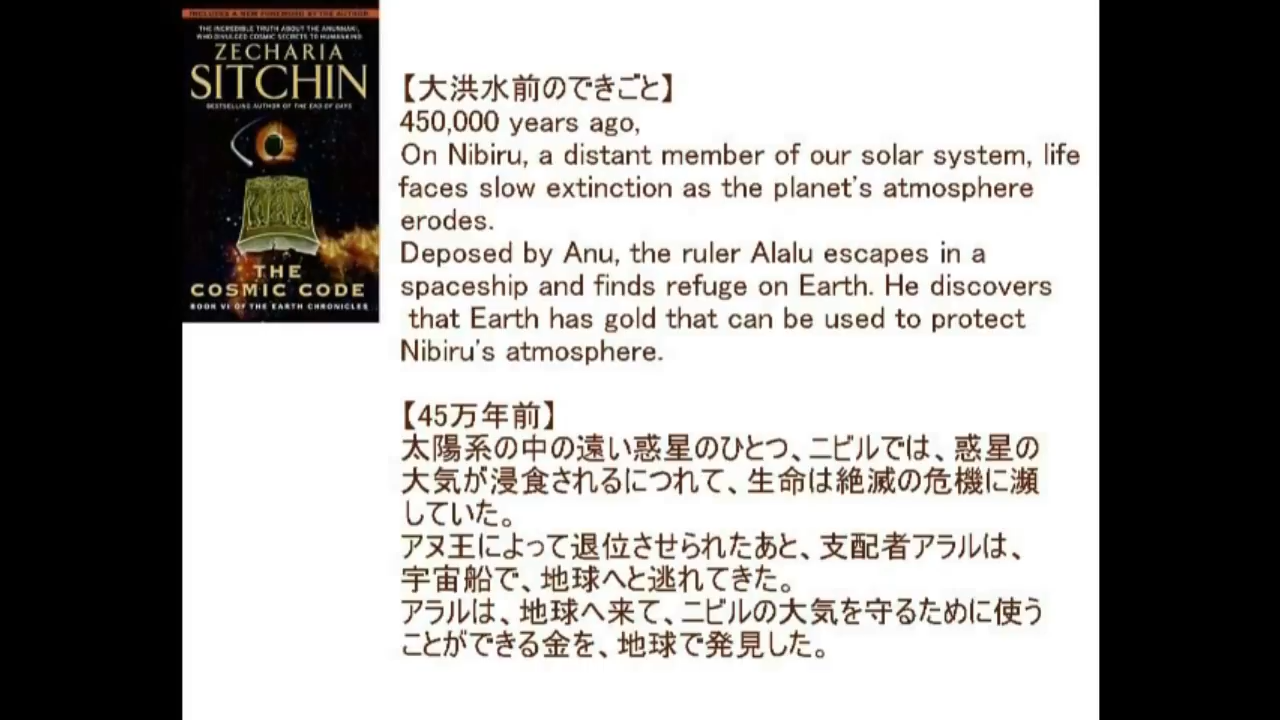 INCLUDES A NEW FOREWORD BY THE AUTHOR
THE INCREDIBLE TRUTH ABOUT THE ANUNNAKI,
WHO DIVULGED COSMIC SECRETS TO HUMANKIND
ZECHARIA
SITCHIN
BESTSELLING AUTHOR OF THE END OF DAYS
THE
COSMIC CODE
BOOK VI OF THE EARTH CHRONICLES
【大洪水前のできごと】
450,000 years ago,
On Nibiru, a distant member of our solar system, life
faces slow extinction as the planet's atmosphere
erodes.
Deposed by Anu, the ruler Alalu escapes in a
spaceship and finds refuge on Earth. He discovers
that Earth has gold that can be used to protect
Nibiru's atmosphere.
【45万年前】
太陽系の中の遠い惑星のひとつ、ニビルでは、惑星の
大気が浸食されるにつれて、生命は絶滅の危機に瀕
していた。
アヌ王によって退位させられたあと、支配者アラルは、
宇宙船で、地球へと逃れてきた。
アラルは、地球へ来て、ニビルの大気を守るために使う
ことができる金を、地球で発見した。